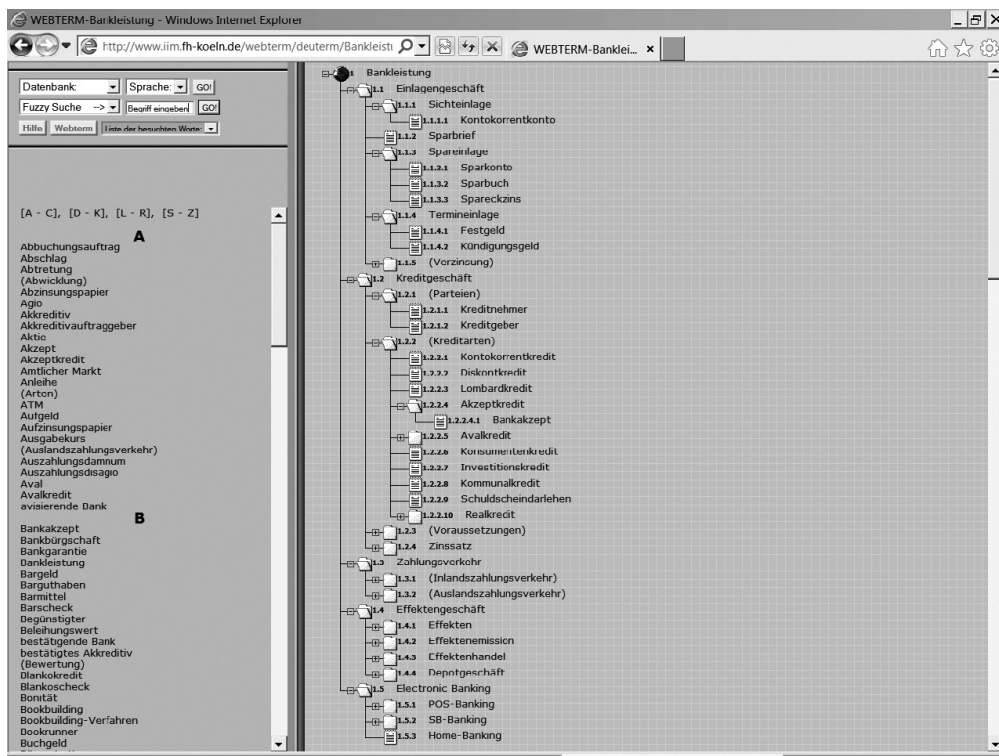 WEBTERM-Bankleistung - Windows Internet Explorer
http://www.iim.fh-koeln.de/webterm/deuterm/Bankleist
WEBTERM-Banklei...
Datenbank: Sprache: GO!
Fuzzy Suche --> Begriff eingeben GO!
Hilfe Webterm Liste der besuchten Worte:
[A - C], [D - K], [L - R], [S - Z]
A
Abbuchungsauftrag
Abschlag
Abtretung
(Abwicklung)
Abzinsungspapier
Agio
Akkreditiv
Akkreditivauftraggeber
Aktie
Akzept
Akzeptkredit
Amtlicher Markt
Anleihe
(Arten)
ATM
Aufgeld
Aufzinsungspapier
Ausgabekurs
(Auslandszahlungsverkehr)
Auszahlungsdamnum
Auszahlungsdisagio
Aval
Avalkredit
avisierende Bank
B
Bankakzept
Bankbürgschaft
Bankgarantie
Bankleistung
Bargeld
Barguthaben
Barmittel
Barscheck
Begünstigter
Beleihungswert
bestätigende Bank
bestätigtes Akkreditiv
(Bewertung)
Blankokredit
Blankoscheck
Bonität
Bookbuilding
Bookbuilding-Verfahren
Bookrunner
Buchgeld
1 Bankleistung
1.1 Einlagengeschäft
1.1.1 Sichteinlage
1.1.1.1 Kontokorrentkonto
1.1.2 Sparbrief
1.1.3 Spareinlage
1.1.3.1 Sparkonto
1.1.3.2 Sparbuch
1.1.3.3 Spareckzins
1.1.4 Termineinlage
1.1.4.1 Festgeld
1.1.4.2 Kündigungsgeld
1.1.5 (Verzinsung)
1.2 Kreditgeschäft
1.2.1 (Parteien)
1.2.1.1 Kreditnehmer
1.2.1.2 Kreditgeber
1.2.2 (Kreditarten)
1.2.2.1 Kontokorrentkredit
1.2.2.2 Diskontkredit
1.2.2.3 Lombardkredit
1.2.2.4 Akzeptkredit
1.2.2.4.1 Bankakzept
1.2.2.5 Avalkredit
1.2.2.6 Konsumentenkredit
1.2.2.7 Investitionskredit
1.2.2.8 Kommunalkredit
1.2.2.9 Schuldscheindarlehen
1.2.2.10 Realkredit
1.2.3 (Voraussetzungen)
1.2.4 Zinssatz
1.3 Zahlungsverkehr
1.3.1 (Inlandszahlungsverkehr)
1.3.2 (Auslandszahlungsverkehr)
1.4 Effektengeschäft
1.4.1 Effekten
1.4.2 Effektenemission
1.4.3 Effektenhandel
1.4.4 Depotgeschäft
1.5 Electronic Banking
1.5.1 POS-Banking
1.5.2 SB-Banking
1.5.3 Home-Banking